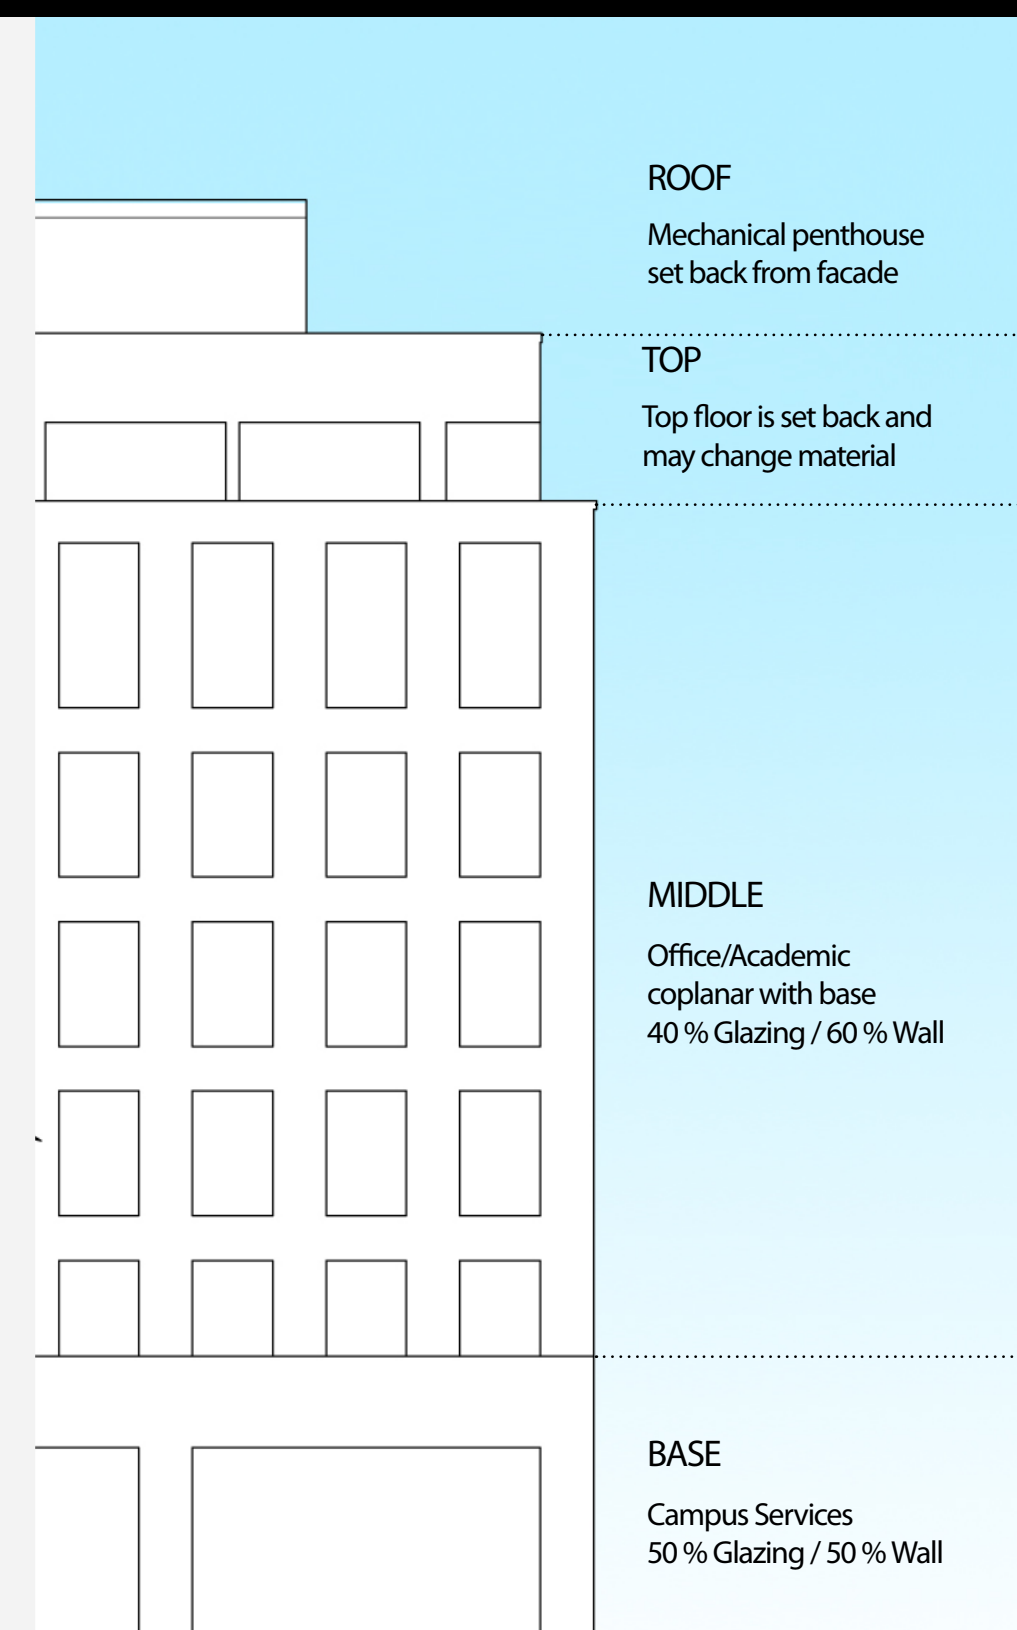 ROOF
Mechanical penthouse
set back from facade
TOP
Top floor is set back and
may change material
MIDDLE
Office/Academic
coplanar with base
40 % Glazing / 60 % Wall
BASE
Campus Services
50 % Glazing / 50 % Wall